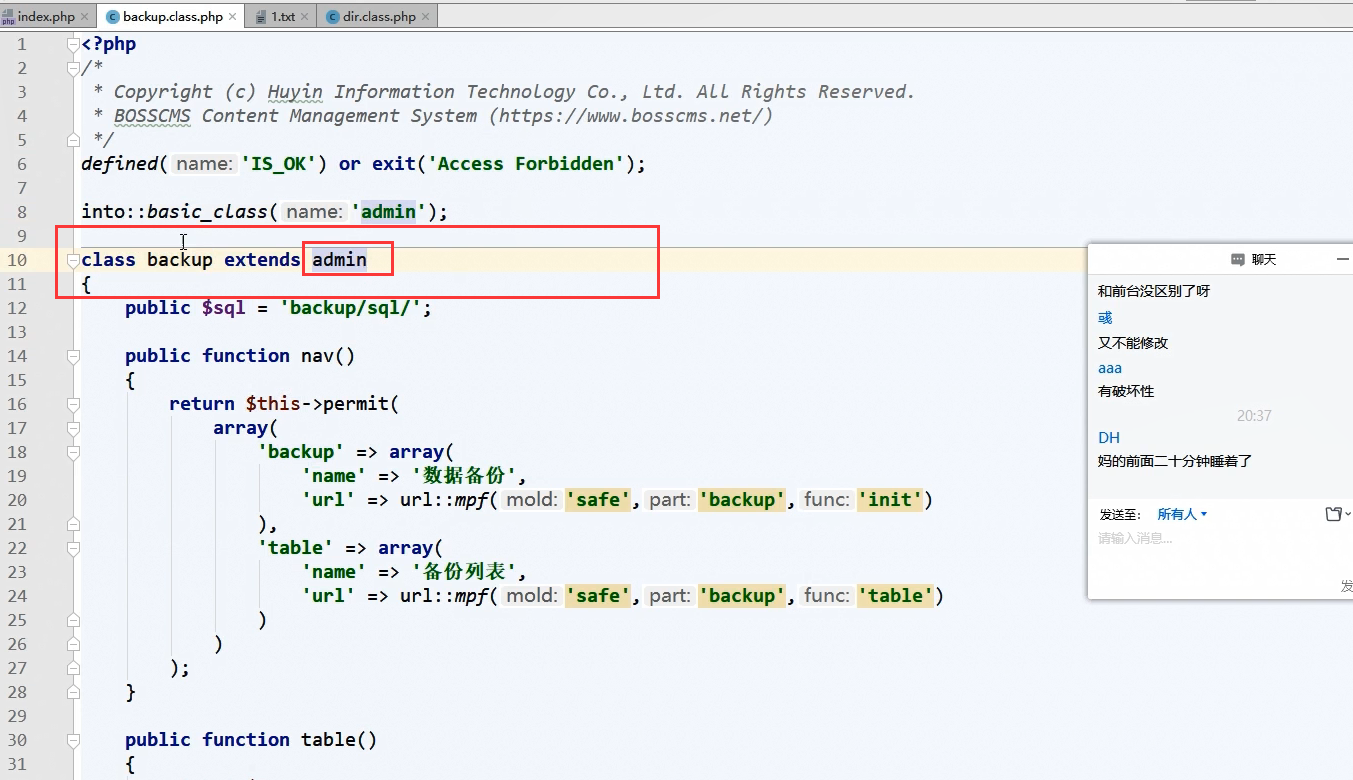 index.php
backup.class.php
1.txt
dir.class.php
1 <?php
2 /*
3 * Copyright (c) Huyin Information Technology Co., Ltd. All Rights Reserved.
4 * BOSSCMS Content Management System (https://www.bosscms.net/)
5 */
6 defined( name: 'IS_OK') or exit('Access Forbidden');
7
8 into::basic_class( name: 'admin');
9
10 class backup extends admin
11 {
12 public $sql = 'backup/sql/';
13
14 public function nav()
15 {
16 return $this->permit(
17 array(
18 'backup' => array(
19 'name' => '数据备份',
20 'url' => url::mpf( mold: 'safe', part: 'backup', func: 'init')
21 ),
22 'table' => array(
23 'name' => '备份列表',
24 'url' => url::mpf( mold: 'safe', part: 'backup', func: 'table')
25 )
26 )
27 );
28 }
29
30 public function table()
31 {
聊天
和前台没区别了呀
彧
又不能修改
aaa
有破坏性
20:37
DH
妈的前面二十分钟睡着了
发送至: 所有人
请输入消息...
发